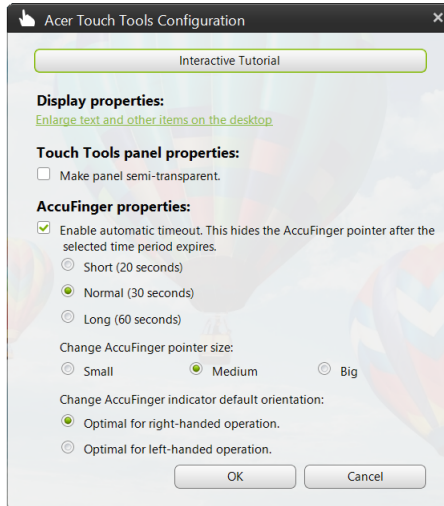 Acer Touch Tools Configuration
Interactive Tutorial
Display properties:
Enlarge text and other items on the desktop
Touch Tools panel properties:
Make panel semi-transparent.
AccuFinger properties:
Enable automatic timeout. This hides the AccuFinger pointer after the
selected time period expires.
Short (20 seconds)
Normal (30 seconds)
Long (60 seconds)
Change AccuFinger pointer size:
Small Medium Big
Change AccuFinger indicator default orientation:
Optimal for right-handed operation.
Optimal for left-handed operation.
OK Cancel